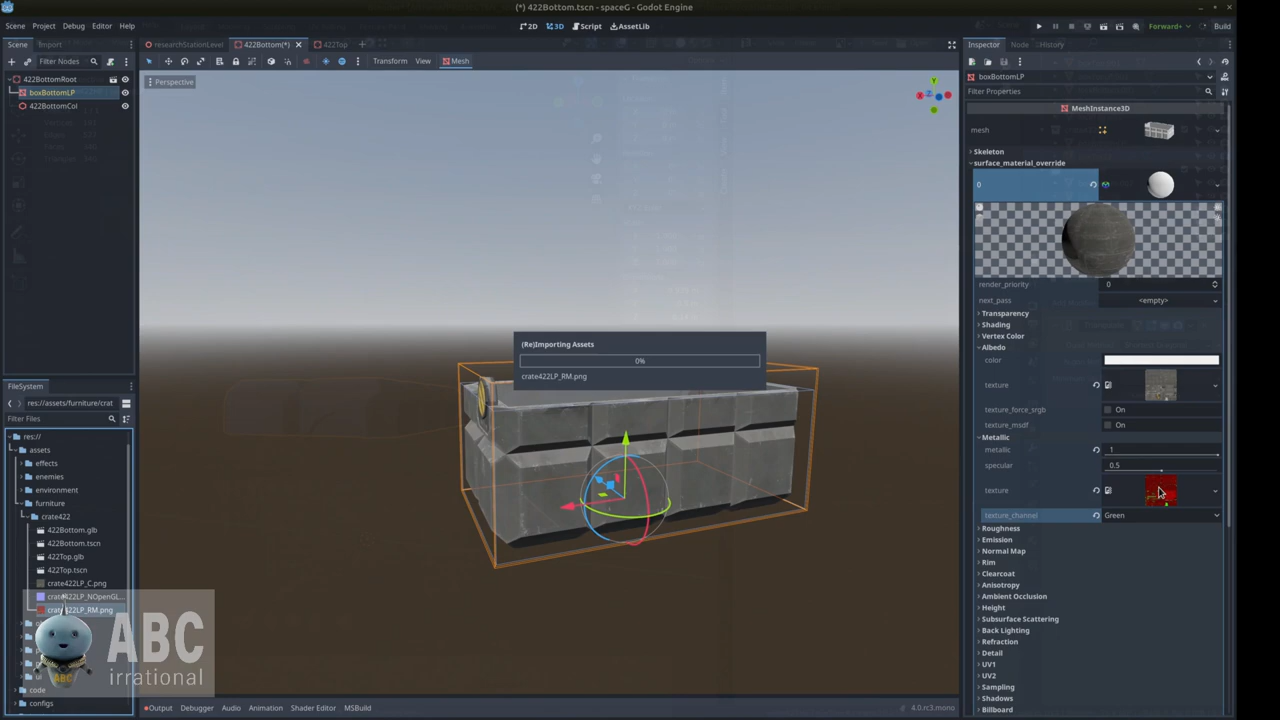 (*) 422Bottom.tscn - spaceG - Godot Engine
Scene Project Debug Editor Help
2D 3D Script AssetLib
Forward+ Build
Scene Import
researchStationLevel 422Bottom(*) 422Top
Inspector Node History
Filter Nodes
Transform View Mesh
422BottomRoot
boxBottomLP
422BottomCol
Perspective
boxBottomLP
Filter Properties
MeshInstance3D
mesh
Skeleton
surface_material_override
0
render_priority 0
next_pass <empty>
Transparency
Shading
Vertex Color
Albedo
color
texture
texture_force_srgb On
texture_msdf On
Metallic
metallic 1
specular 0.5
texture
texture_channel Green
Roughness
Emission
Normal Map
Rim
Clearcoat
Anisotropy
Ambient Occlusion
Height
Subsurface Scattering
Back Lighting
Refraction
Detail
UV1
UV2
Sampling
Shadows
Billboard
(Re)Importing Assets
0%
crate422LP_RM.png
FileSystem
res://assets/furniture/crat
Filter Files
res://
assets
effects
enemies
environment
furniture
crate422
422Bottom.glb
422Bottom.tscn
422Top.glb
422Top.tscn
crate422LP_C.png
crate422LP_NOpenGL...
crate422LP_RM.png
code
configs
ABC
irrational
ABC
Output Debugger Audio Animation Shader Editor MSBuild
4.0.rc3.mono